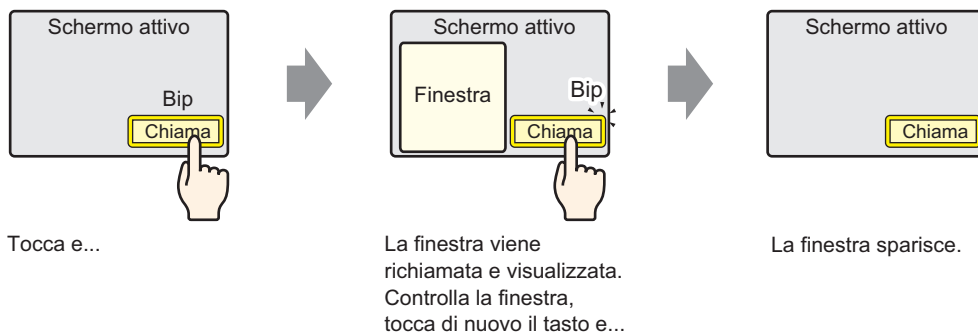 Schermo attivo
Bip
Chiama
Tocca e...
Schermo attivo
Finestra
Bip
Chiama
La finestra viene
richiamata e visualizzata.
Controlla la finestra,
tocca di nuovo il tasto e...
Schermo attivo
Chiama
La finestra sparisce.